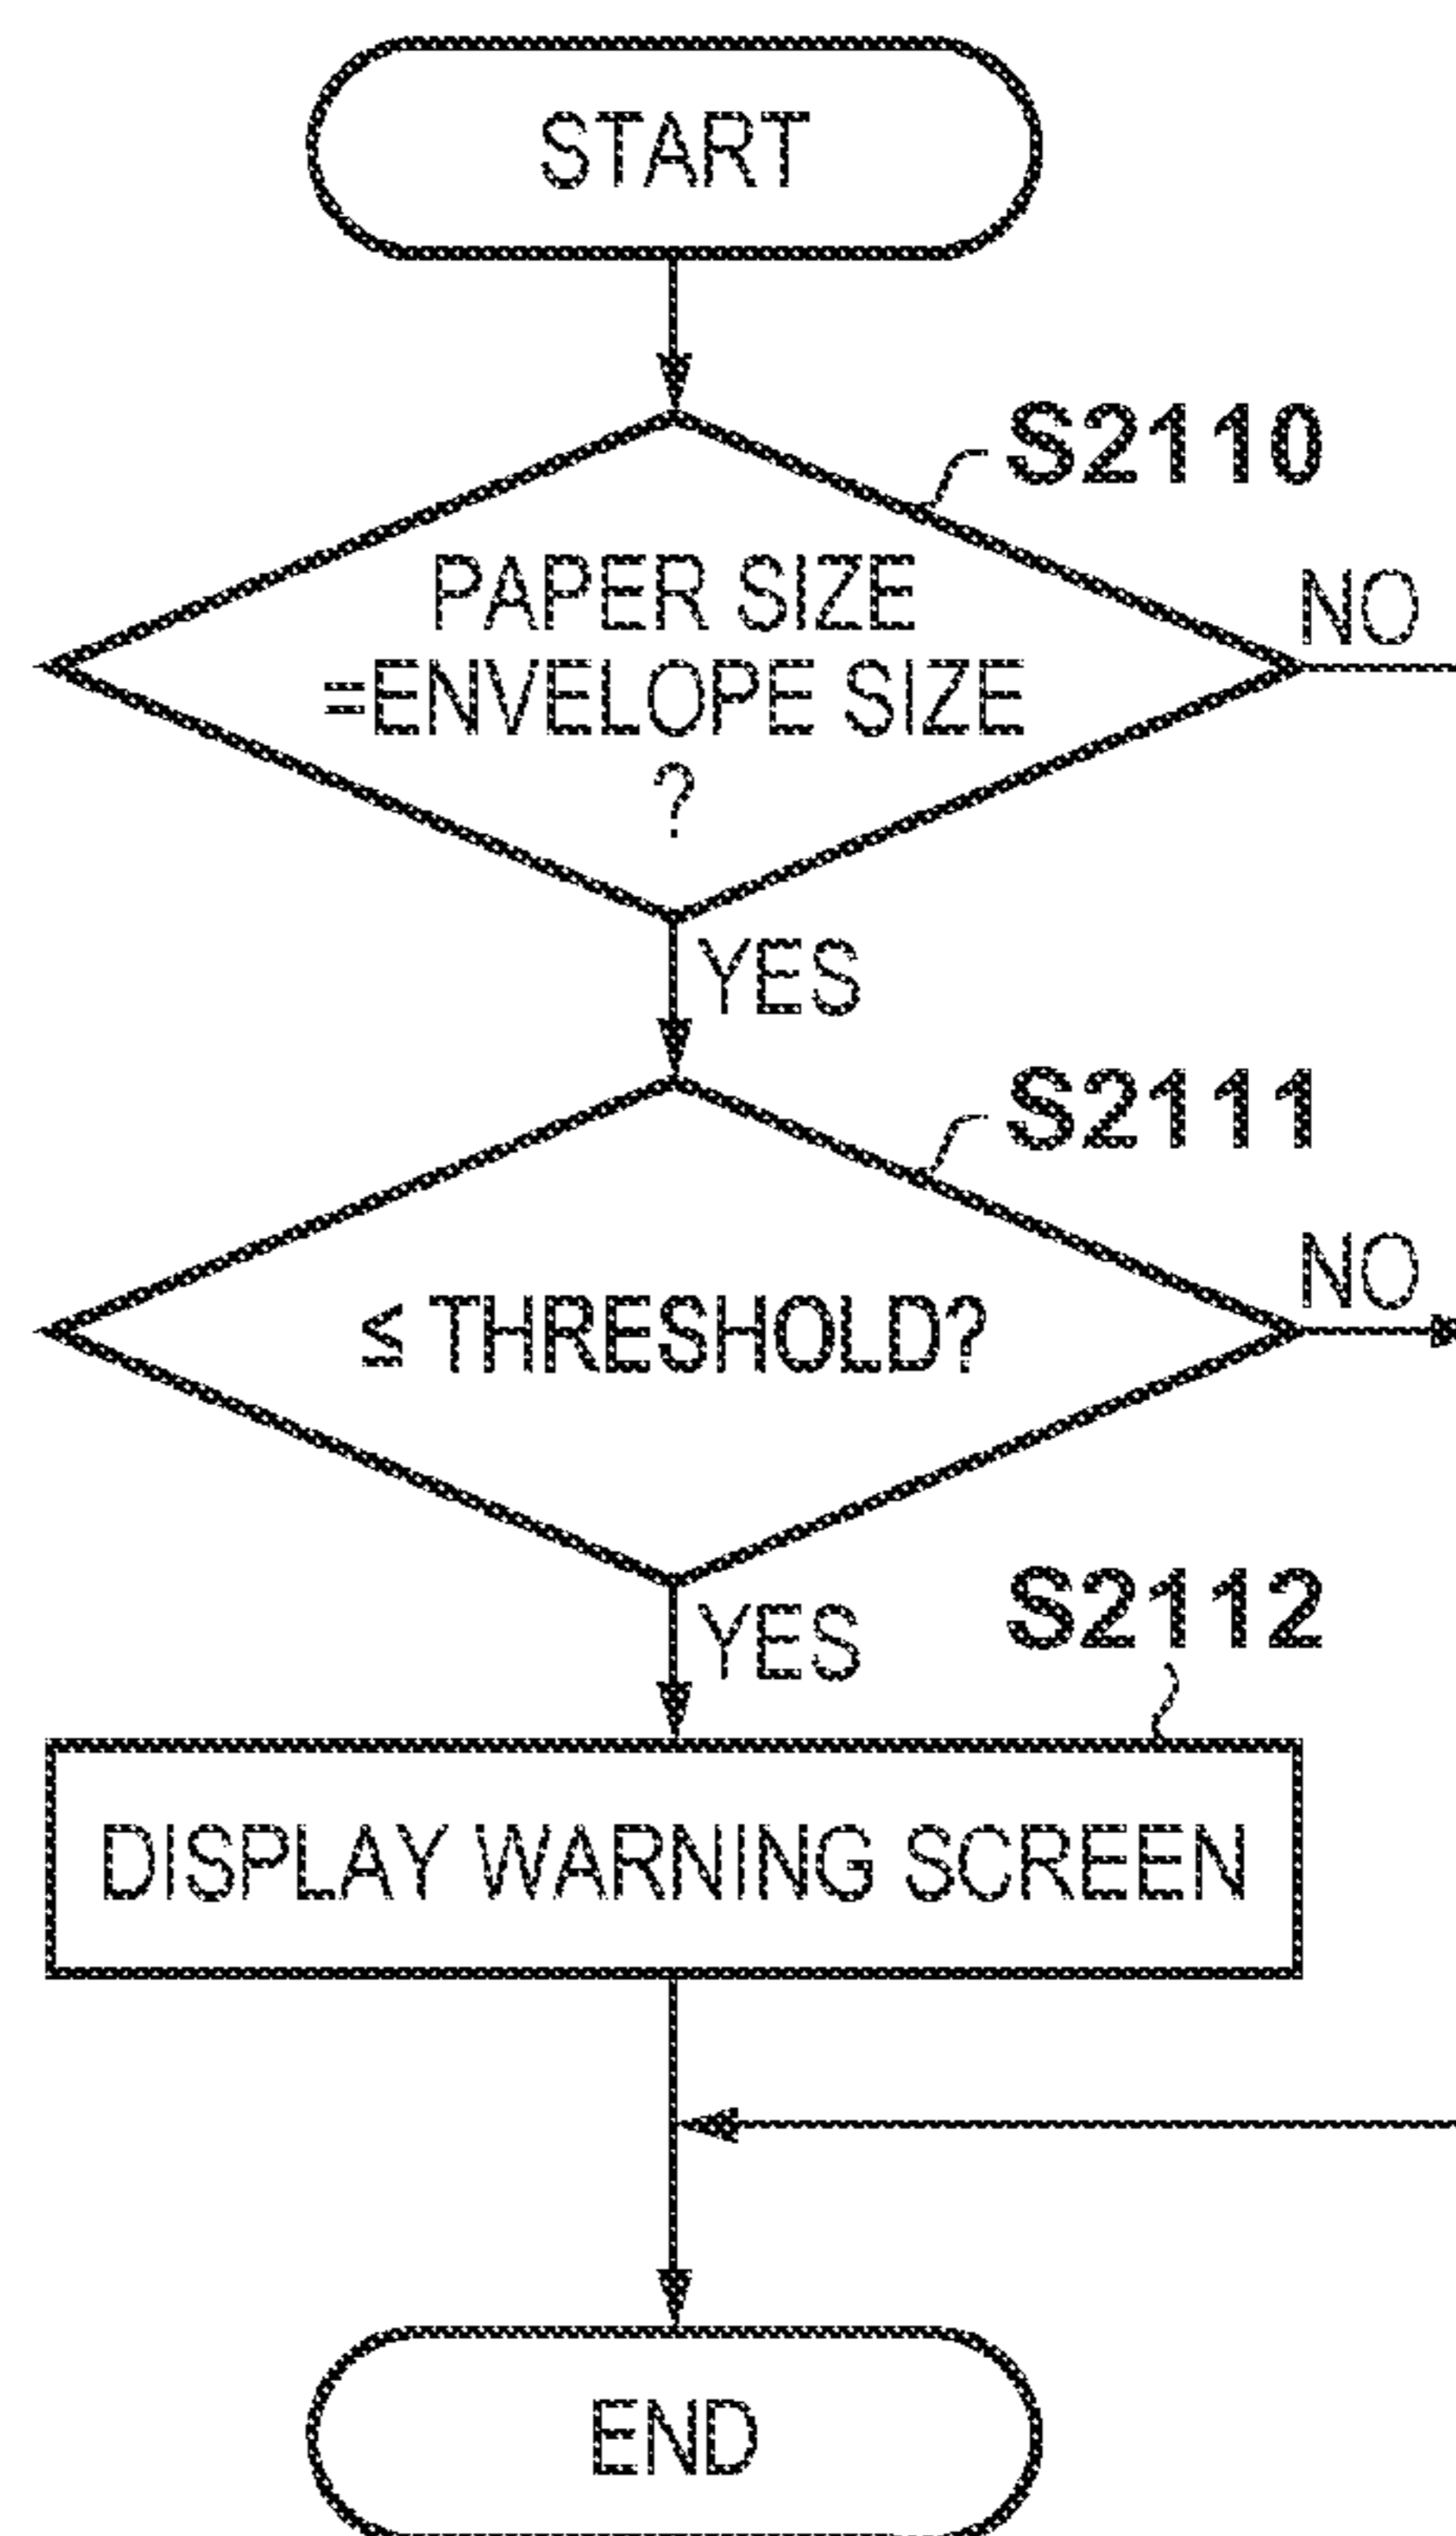 START
S2110
PAPER SIZE
=ENVELOPE SIZE
?
NO
YES
S2111
≤ THRESHOLD?
NO
YES
S2112
DISPLAY WARNING SCREEN
END